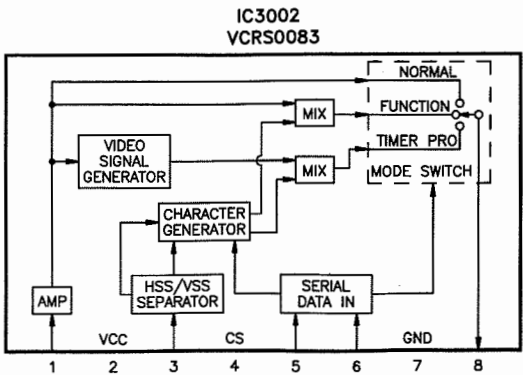 IC3002
VCRS0083
NORMAL
FUNCTION
MIX
TIMER PRO
VIDEO
SIGNAL
GENERATOR
MIX
MODE SWITCH
CHARACTER
GENERATOR
HSS/VSS
SEPARATOR
SERIAL
DATA IN
AMP
VCC
CS
GND
1 2 3 4 5 6 7 8